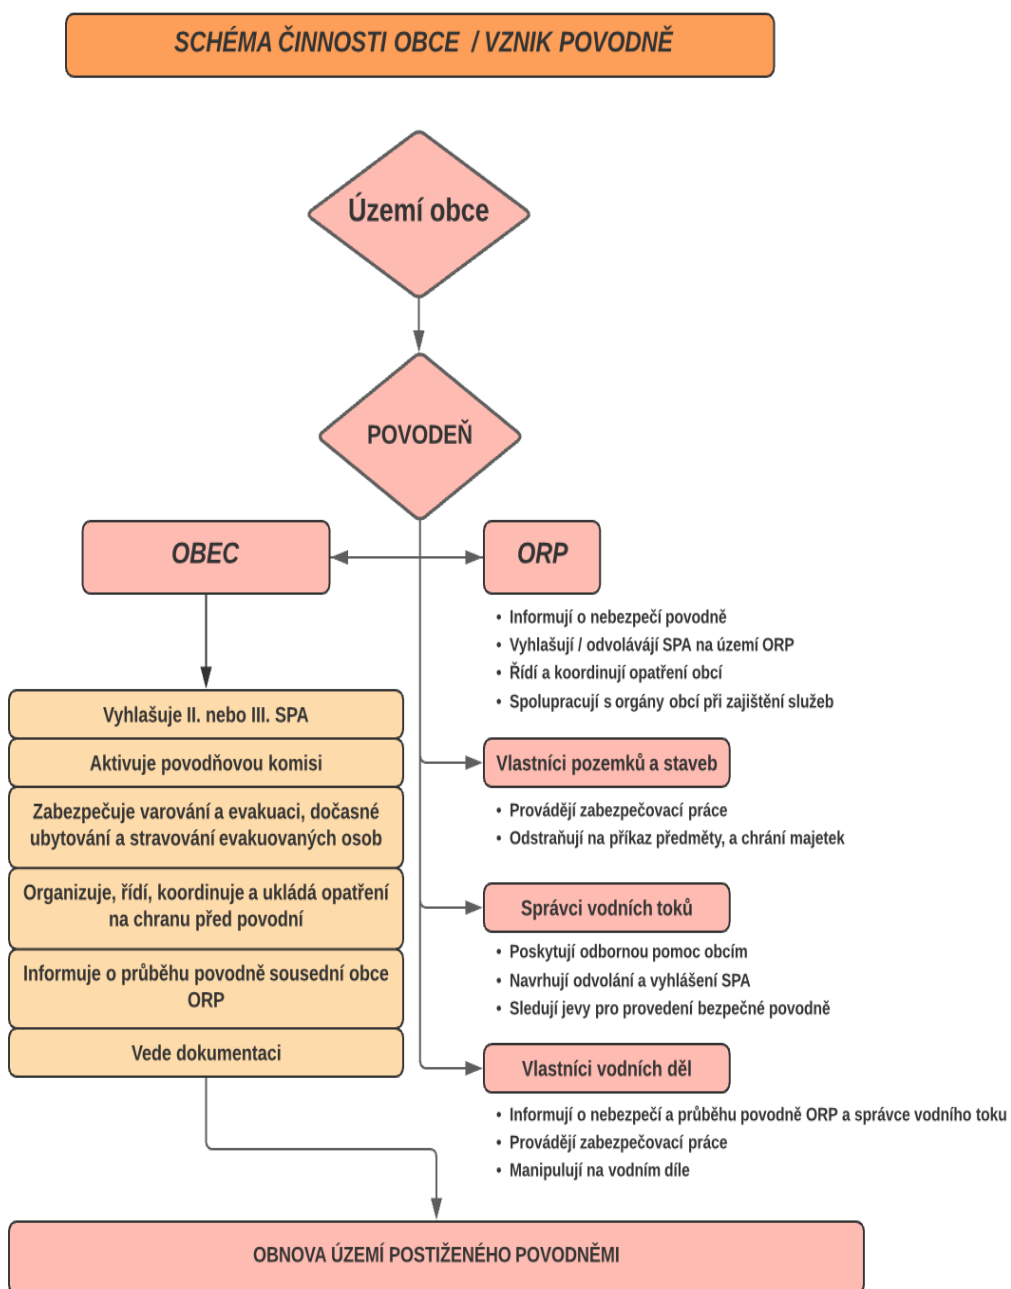 SCHÉMA ČINNOSTI OBCE / VZNIK POVODNĚ
Území obce
POVODEŇ
OBEC
ORP
• Informují o nebezpečí povodně
• Vyhlašují / odvolávájí SPA na území ORP
• Řídí a koordinují opatření obcí
• Spolupracují s orgány obcí při zajištění služeb
Vyhlašuje II. nebo III. SPA
Aktivuje povodňovou komisi
Zabezpečuje varování a evakuaci, dočasné
ubytování a stravování evakuovaných osob
Organizuje, řídí, koordinuje a ukládá opatření
na chranu před povodní
Informuje o průběhu povodně sousední obce
ORP
Vede dokumentaci
Vlastníci pozemků a staveb
• Provádějí zabezpečovací práce
• Odstraňují na příkaz předměty, a chrání majetek
Správci vodních toků
• Poskytují odbornou pomoc obcím
• Navrhují odvolání a vyhlášení SPA
• Sledují jevy pro provedení bezpečné povodně
Vlastníci vodních děl
• Informují o nebezpečí a průběhu povodně ORP a správce vodního toku
• Provádějí zabezpečovací práce
• Manipulují na vodním díle
OBNOVA ÚZEMÍ POSTIŽENÉHO POVODNĚMI